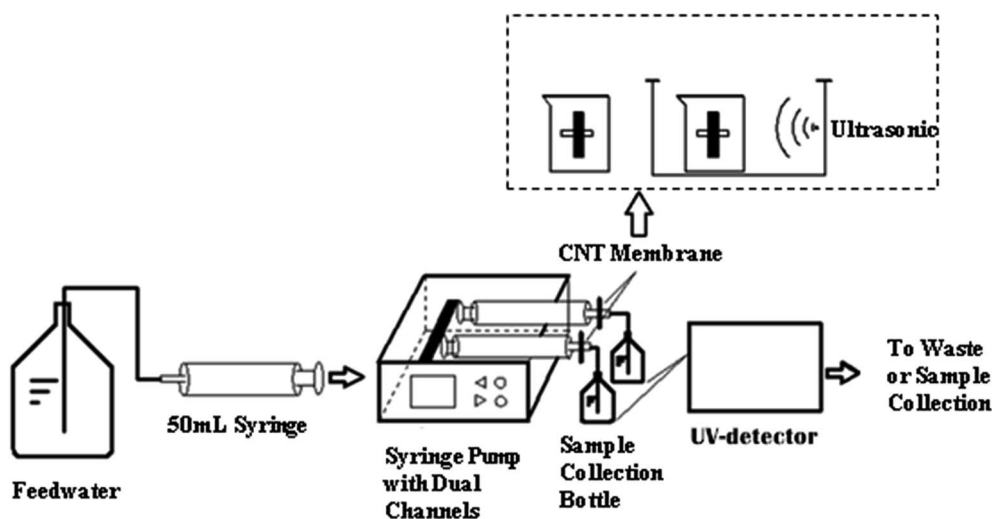 Ultrasonic
CNT Membrane
To Waste
or Sample
Collection
50mL Syringe
UV-detector
Feedwater
Syringe Pump
with Dual
Channels
Sample
Collection
Bottle